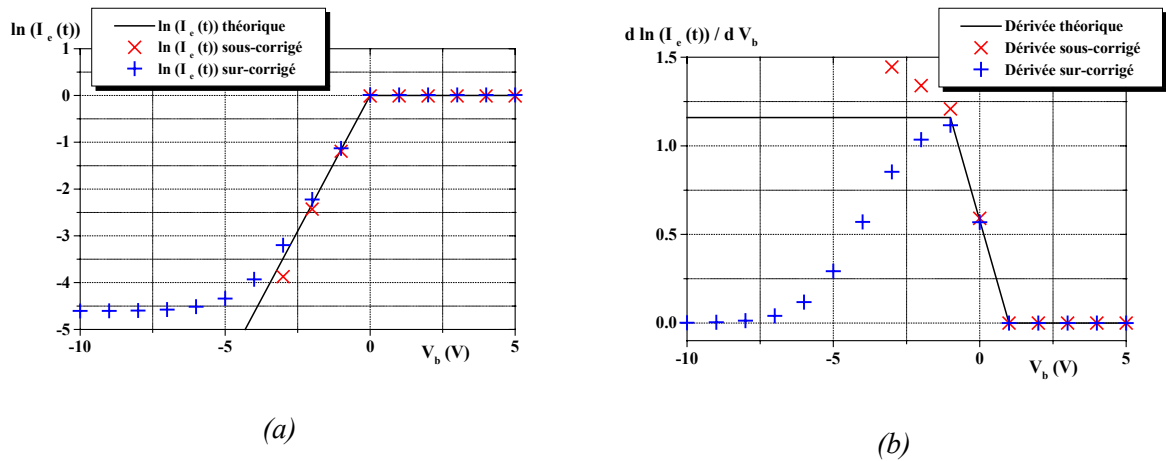 ln (I e (t))
ln (I e (t)) théorique
ln (I e (t)) sous-corrigé
ln (I e (t)) sur-corrigé
1
0
-1
-2
-3
-4
-5
-10
-5
0
5
V b (V)
(a)
d ln (I e (t)) / d V b
Dérivée théorique
Dérivée sous-corrigé
Dérivée sur-corrigé
1.5
1.0
0.5
0.0
-10
-5
0
5
V b (V)
(b)